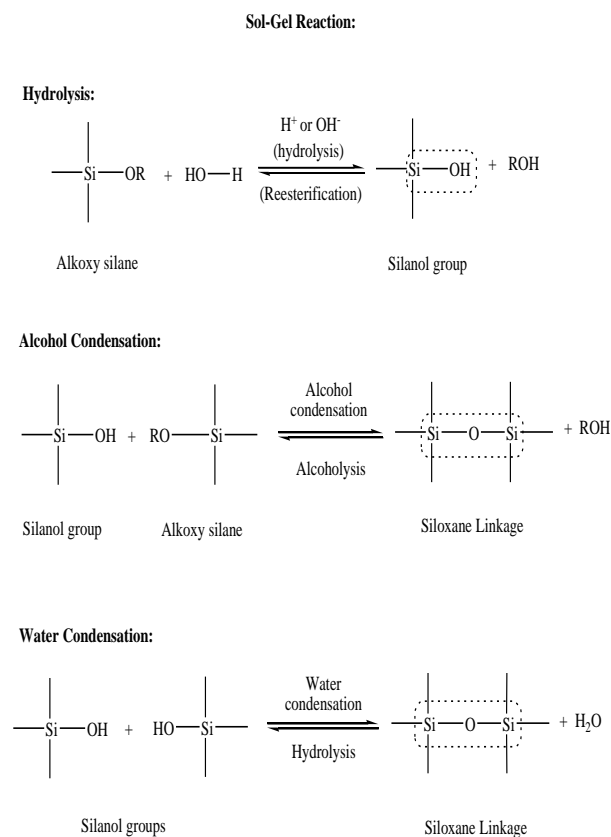 Sol-Gel Reaction:
Hydrolysis:
H⁺ or OH⁻
(hydrolysis)
Si—OR + HO—H
Si—OH + ROH
(Reesterification)
Alkoxy silane
Silanol group
Alcohol Condensation:
Alcohol
condensation
Si—OH + RO—Si
Si—O—Si + ROH
Alcoholysis
Silanol group
Alkoxy silane
Siloxane Linkage
Water Condensation:
Water
condensation
Si—OH + HO—Si
Si—O—Si + H₂O
Hydrolysis
Silanol groups
Siloxane Linkage